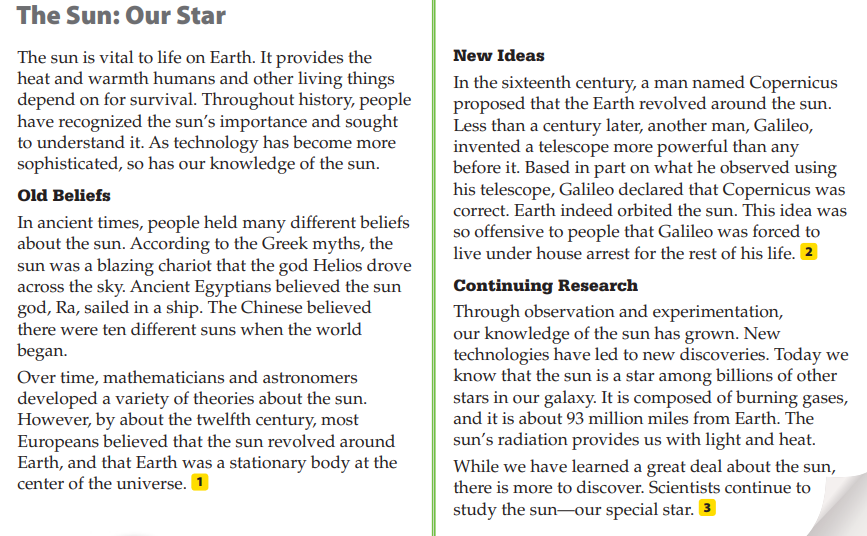 The Sun: Our Star
The sun is vital to life on Earth. It provides the
heat and warmth humans and other living things
depend on for survival. Throughout history, people
have recognized the sun's importance and sought
to understand it. As technology has become more
sophisticated, so has our knowledge of the sun.
Old Beliefs
In ancient times, people held many different beliefs
about the sun. According to the Greek myths, the
sun was a blazing chariot that the god Helios drove
across the sky. Ancient Egyptians believed the sun
god, Ra, sailed in a ship. The Chinese believed
there were ten different suns when the world
began.
Over time, mathematicians and astronomers
developed a variety of theories about the sun.
However, by about the twelfth century, most
Europeans believed that the sun revolved around
Earth, and that Earth was a stationary body at the
center of the universe. 1
New Ideas
In the sixteenth century, a man named Copernicus
proposed that the Earth revolved around the sun.
Less than a century later, another man, Galileo,
invented a telescope more powerful than any
before it. Based in part on what he observed using
his telescope, Galileo declared that Copernicus was
correct. Earth indeed orbited the sun. This idea was
so offensive to people that Galileo was forced to
live under house arrest for the rest of his life. 2
Continuing Research
Through observation and experimentation,
our knowledge of the sun has grown. New
technologies have led to new discoveries. Today we
know that the sun is a star among billions of other
stars in our galaxy. It is composed of burning gases,
and it is about 93 million miles from Earth. The
sun's radiation provides us with light and heat.
While we have learned a great deal about the sun,
there is more to discover. Scientists continue to
study the sun—our special star. 3